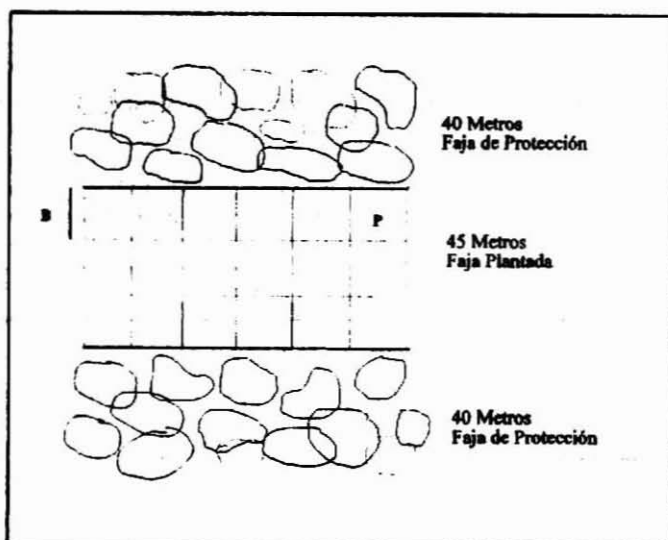 40 Metros
Faja de Protección
B
P
45 Metros
Faja Plantada
40 Metros
Faja de Protección